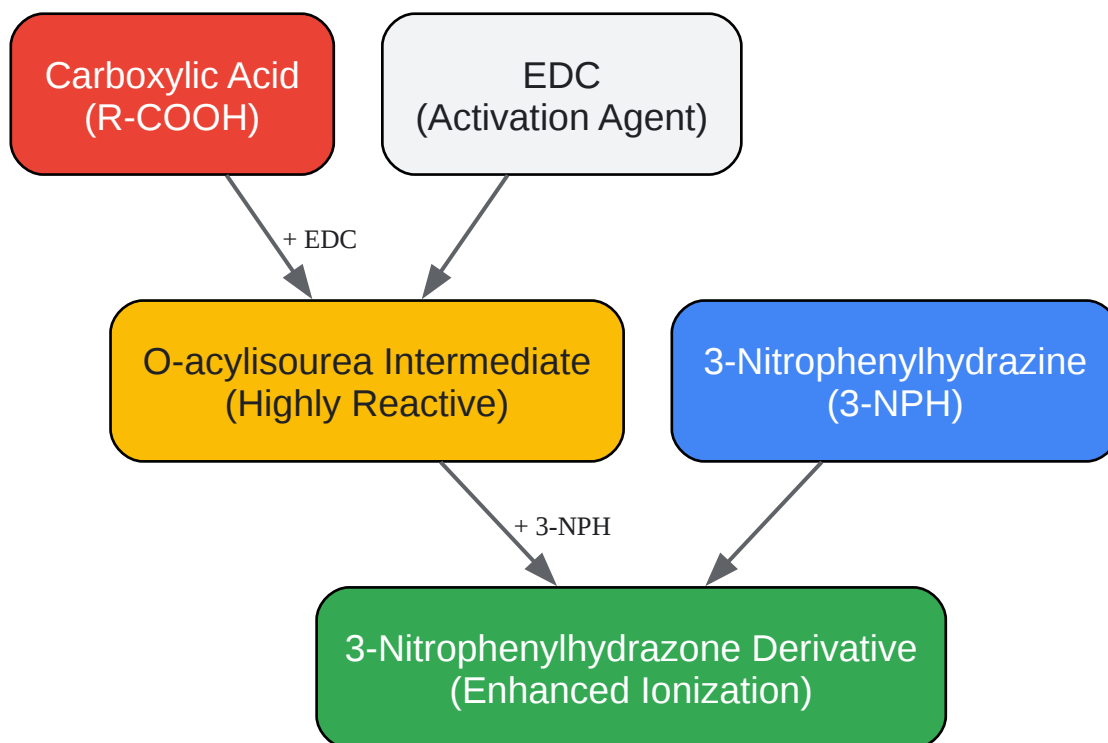 Carboxylic Acid
(R-COOH)
EDC
(Activation Agent)
+ EDC
O-acylisourea Intermediate
(Highly Reactive)
3-Nitrophenylhydrazine
(3-NPH)
+ 3-NPH
3-Nitrophenylhydrazone Derivative
(Enhanced Ionization)